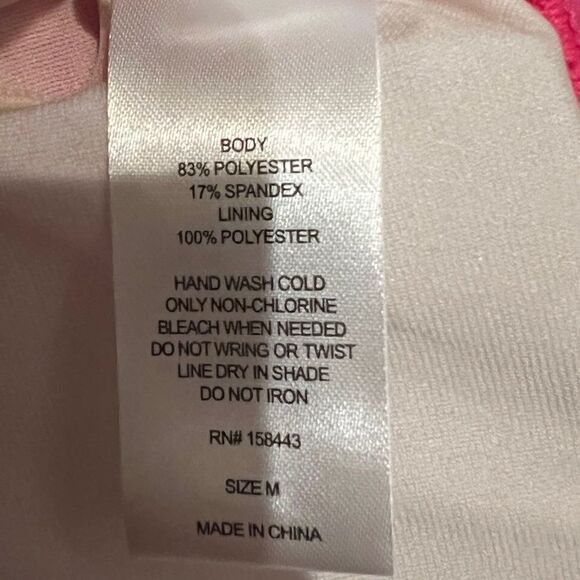 BODY
83% POLYESTER
17% SPANDEX
LINING
100% POLYESTER
HAND WASH COLD
ONLY NON-CHLORINE
BLEACH WHEN NEEDED
DO NOT WRING OR TWIST
LINE DRY IN SHADE
DO NOT IRON
RN# 158443
SIZE M
MADE IN CHINA